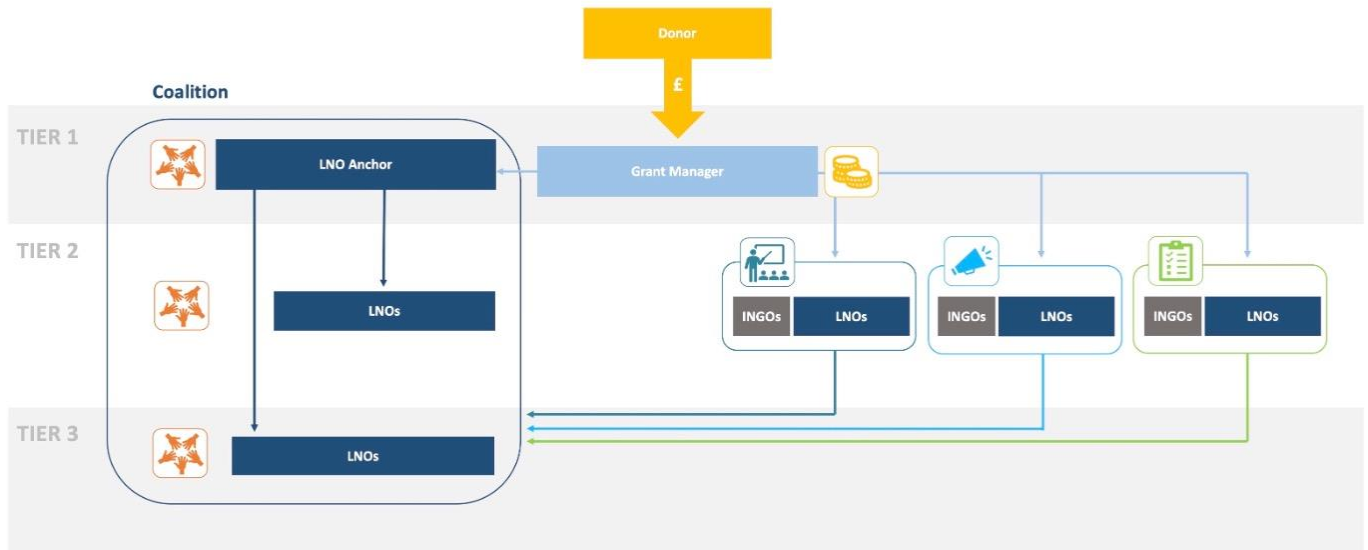 Donor
£
Coalition
TIER 1
LNO Anchor
Grant Manager
TIER 2
LNOs
INGOs
LNOs
INGOs
LNOs
INGOs
LNOs
TIER 3
LNOs